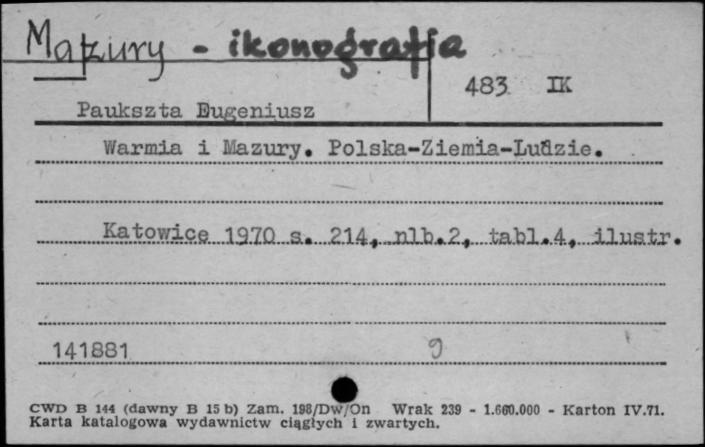 Mazury - ikonografia
483 IK
Paukszta Eugeniusz
Warmia i Mazury. Polska-Ziemia-Ludzie.
Katowice 1970 s. 214, nlb.2, tabl.4, ilustr.
141881 9
CWD B 144 (dawny B 15 b) Zam. 198/Dw/On Wrak 239 - 1.660.000 - Karton IV.71.
Karta katalogowa wydawnictw ciągłych i zwartych.